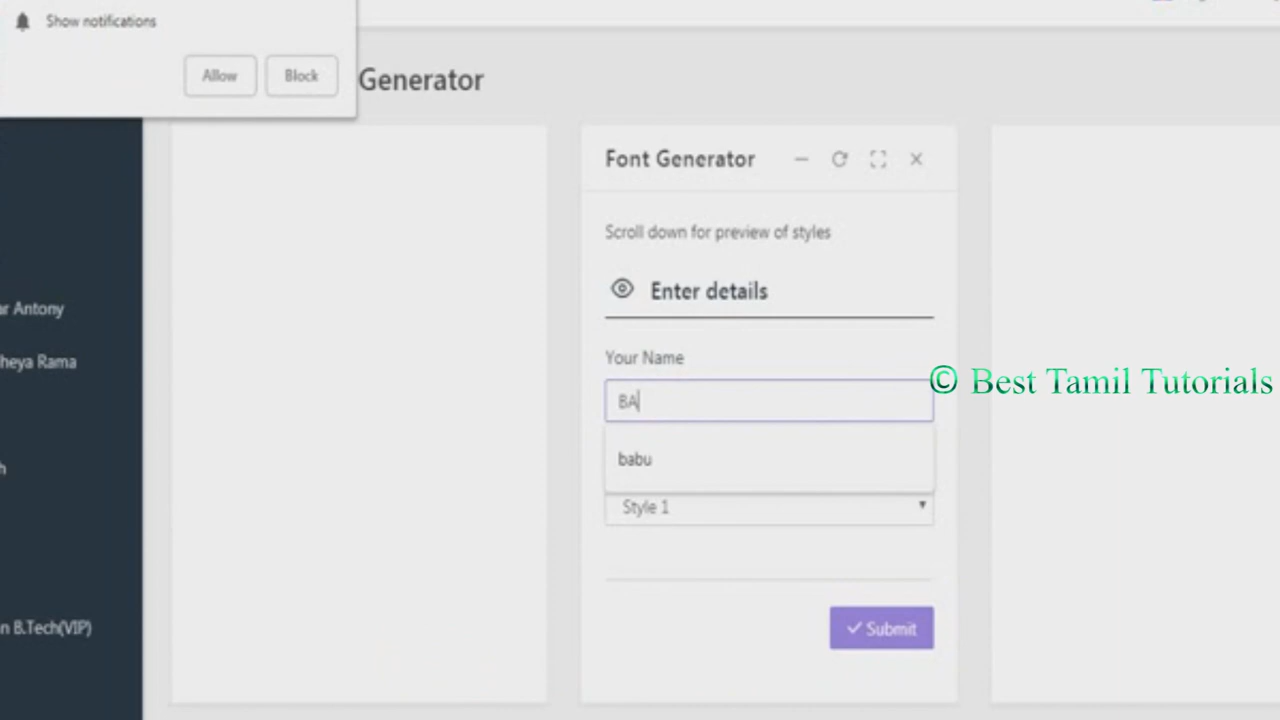 Show notifications
Allow
Block
Generator
Font Generator
Scroll down for preview of styles
Enter details
Your Name
BA
babu
Style 1
Submit
ar Antony
heya Rama
h
n B.Tech(VIP)
© Best Tamil Tutorials